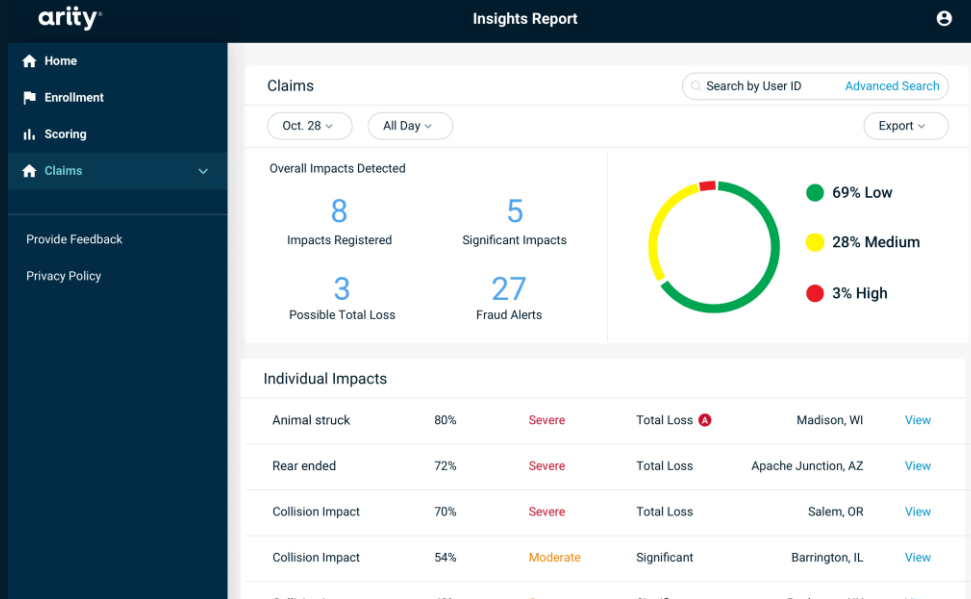 arity
Insights Report
Home
Enrollment
Scoring
Claims
Provide Feedback
Privacy Policy
Claims
Search by User ID Advanced Search
Oct. 28 All Day Export
Overall Impacts Detected
8 5
Impacts Registered Significant Impacts
3 27
Possible Total Loss Fraud Alerts
69% Low
28% Medium
3% High
Individual Impacts
Animal struck 80% Severe Total Loss A Madison, WI View
Rear ended 72% Severe Total Loss Apache Junction, AZ View
Collision Impact 70% Severe Total Loss Salem, OR View
Collision Impact 54% Moderate Significant Barrington, IL View